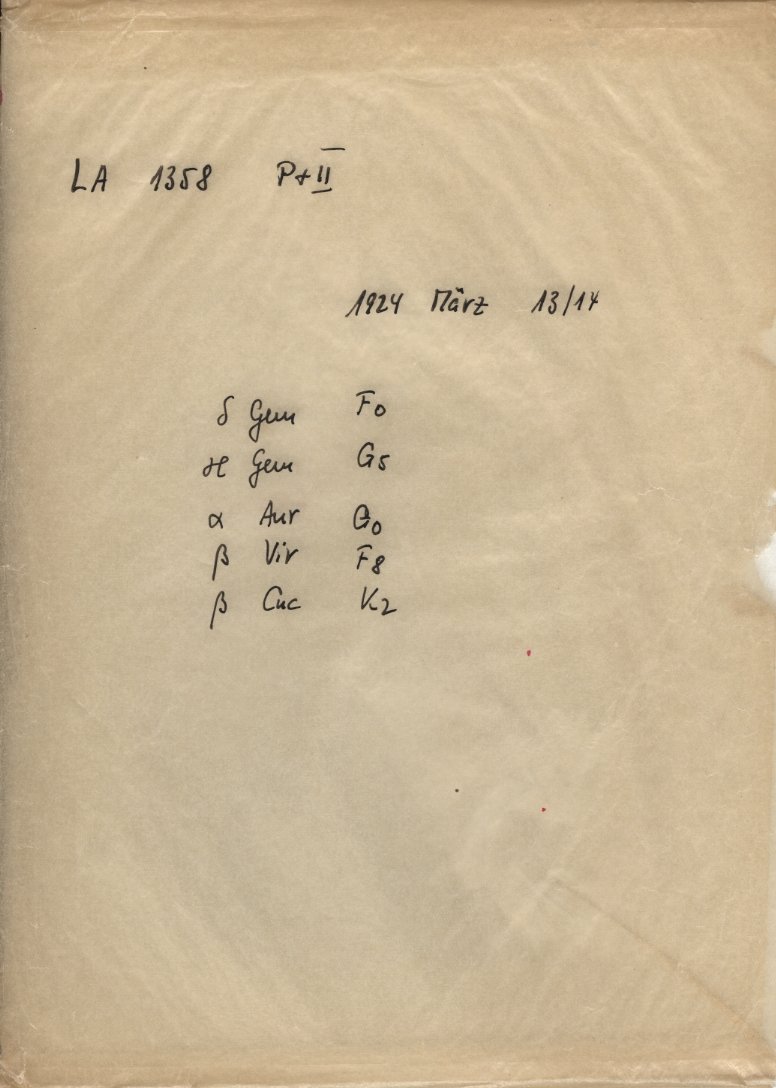 LA 1358 P+II
1924 März 13/14
δ Gem F0
ϰ Gem G5
α Aur G0
β Vir F8
β Cnc K2